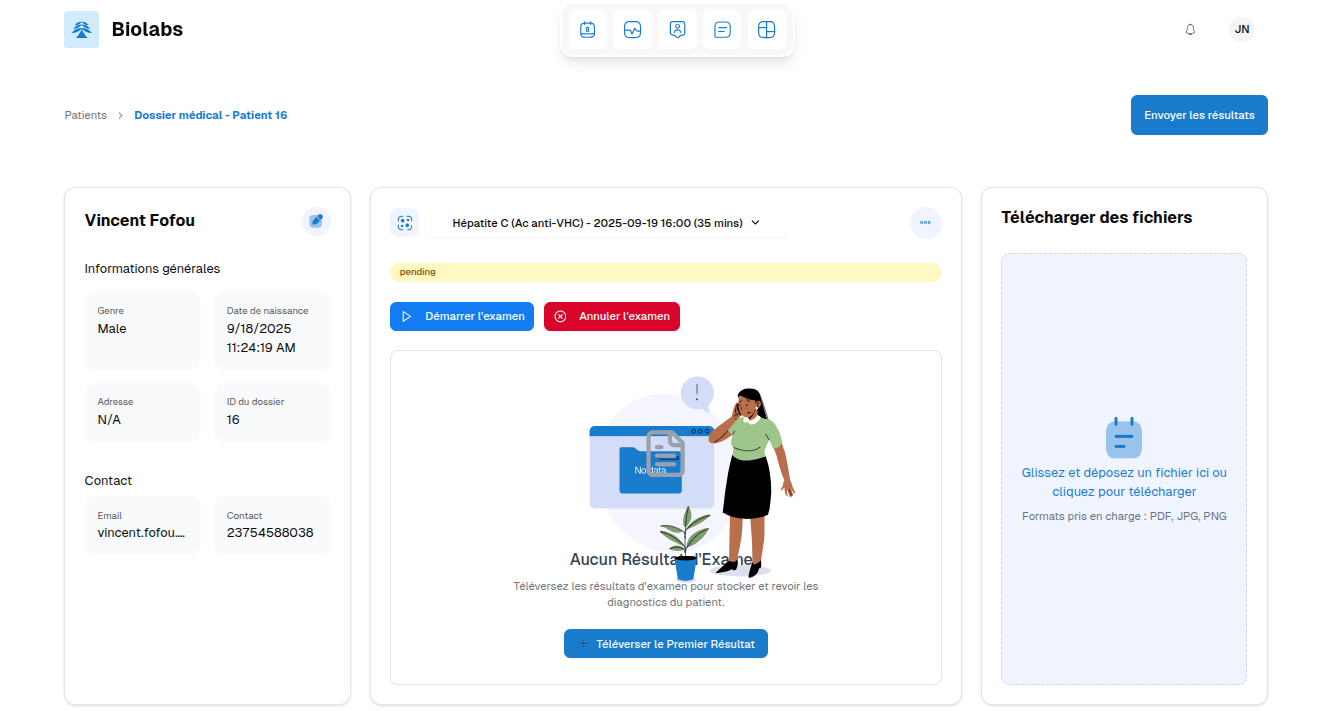 Biolabs
8
JN
Patients > Dossier médical - Patient 16
Envoyer les résultats
Vincent Fofou
Informations générales
Genre
Male
Date de naissance
9/18/2025
11:24:19 AM
Adresse
N/A
ID du dossier
16
Contact
Email
vincent.fofou....
Contact
23754588038
Hépatite C (Ac anti-VHC) - 2025-09-19 16:00 (35 mins)
pending
Démarrer l'examen
Annuler l'examen
!
No data
Aucun Résultat d'Examen
Téléversez les résultats d'examen pour stocker et revoir les
diagnostics du patient.
+ Téléverser le Premier Résultat
Télécharger des fichiers
Glissez et déposez un fichier ici ou
cliquez pour télécharger
Formats pris en charge : PDF, JPG, PNG